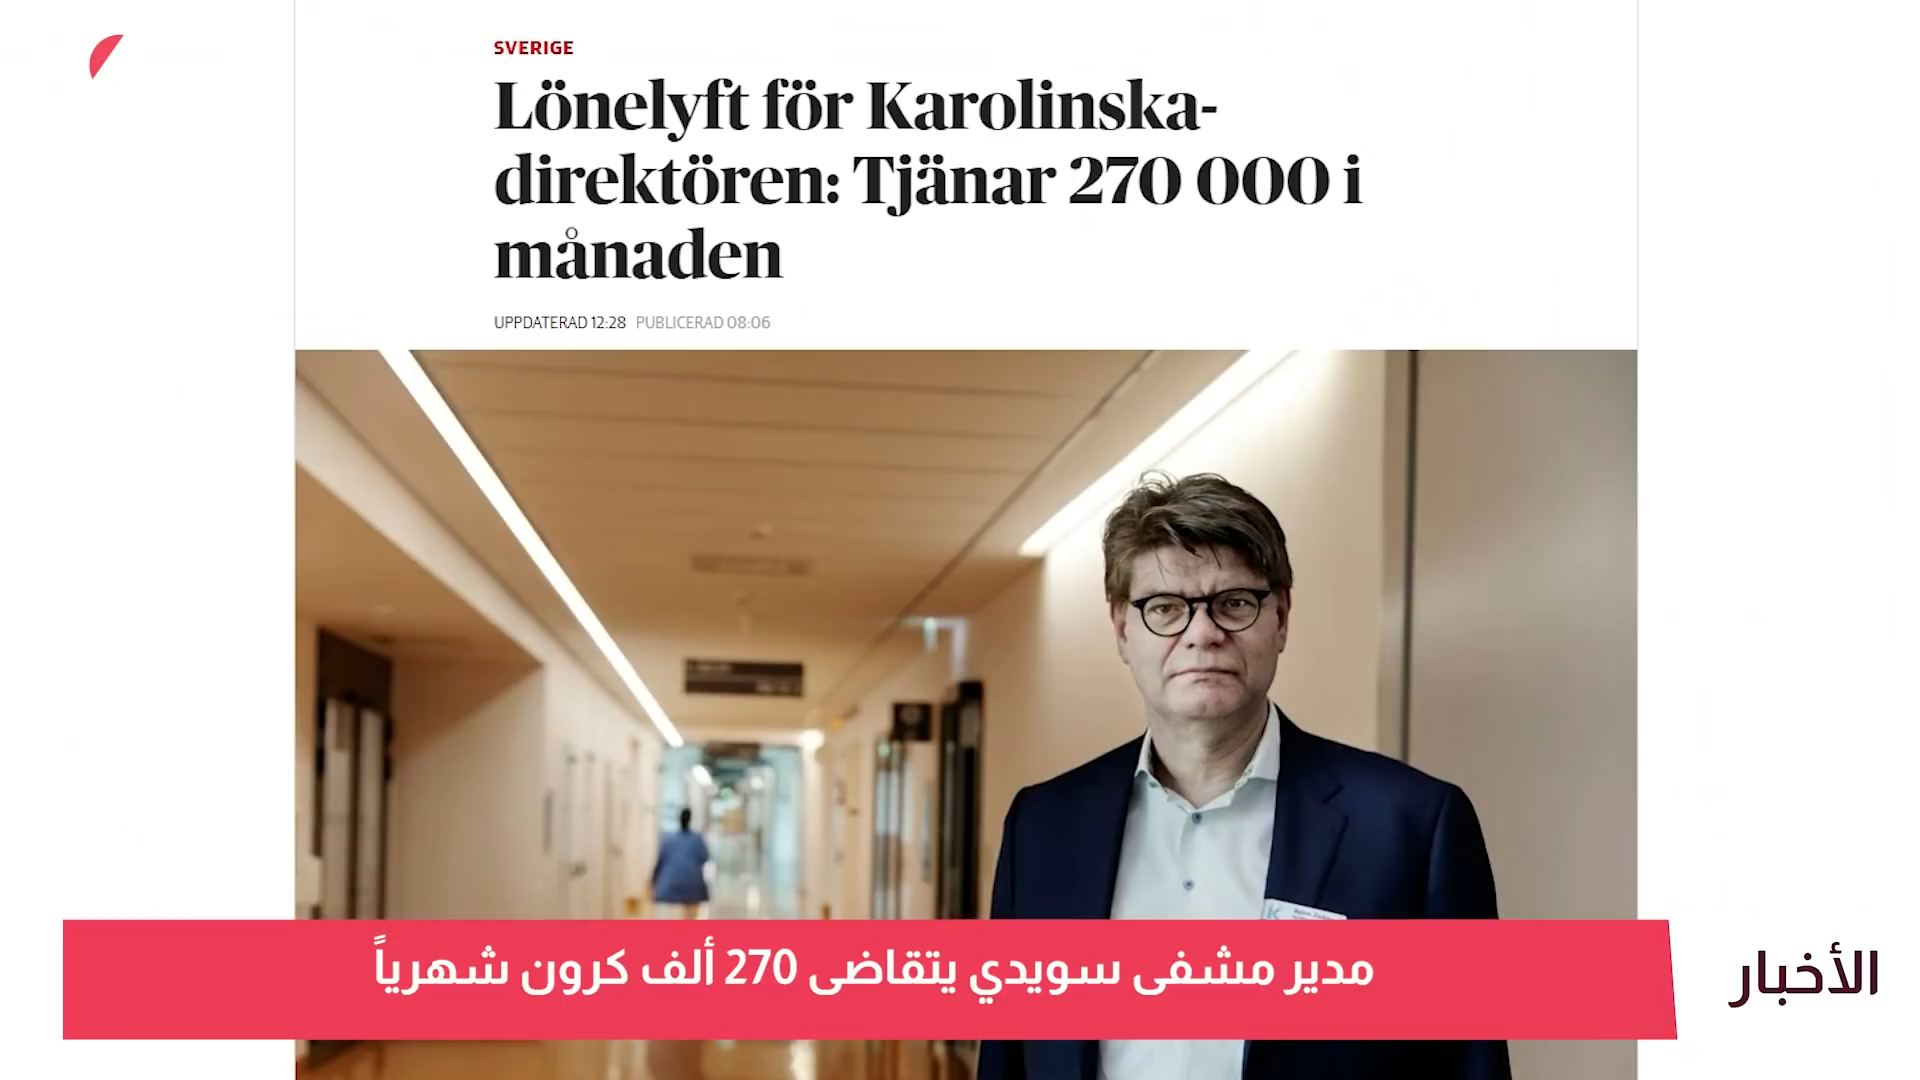 SVERIGE
Lönelyft för Karolinska-
direktören: Tjänar 270 000 i
månaden
UPPDATERAD 12:28 PUBLICERAD 08:06
مدير مشفى سويدي يتقاضى 270 ألف كرون شهرياً
الأخبار